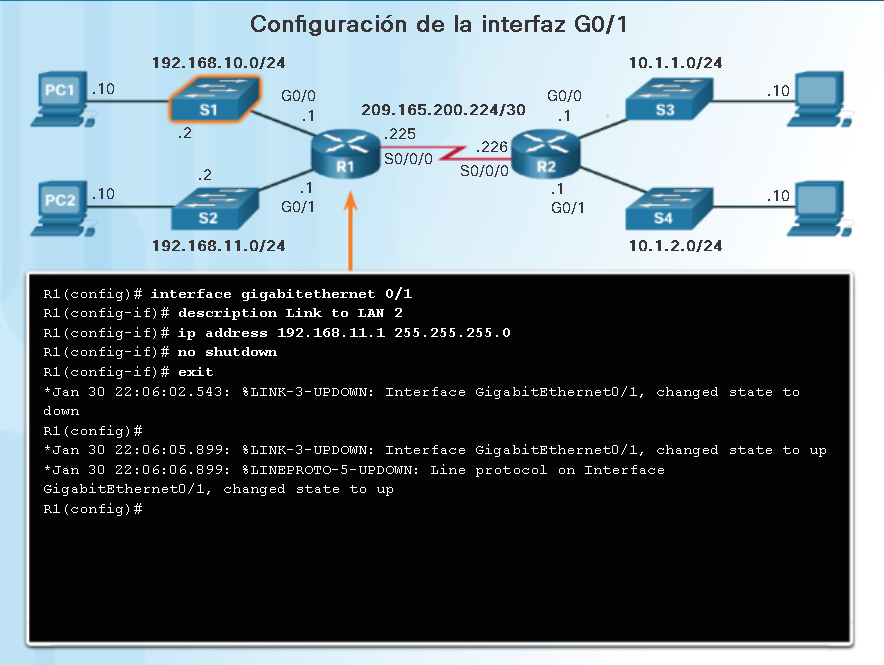 Configuración de la interfaz G0/1
192.168.10.0/24
10.1.1.0/24
PC1
.10
S1
G0/0
.1
.2
209.165.200.224/30
.225
S0/0/0
R1
.226
S0/0/0
R2
G0/0
.1
S3
.10
PC2
.10
.2
S2
.1
G0/1
.1
G0/1
S4
.10
192.168.11.0/24
10.1.2.0/24
R1(config)# interface gigabitethernet 0/1
R1(config-if)# description Link to LAN 2
R1(config-if)# ip address 192.168.11.1 255.255.255.0
R1(config-if)# no shutdown
R1(config-if)# exit
*Jan 30 22:06:02.543: %LINK-3-UPDOWN: Interface GigabitEthernet0/1, changed state to
down
R1(config)#
*Jan 30 22:06:05.899: %LINK-3-UPDOWN: Interface GigabitEthernet0/1, changed state to up
*Jan 30 22:06:06.899: %LINEPROTO-5-UPDOWN: Line protocol on Interface
GigabitEthernet0/1, changed state to up
R1(config)#